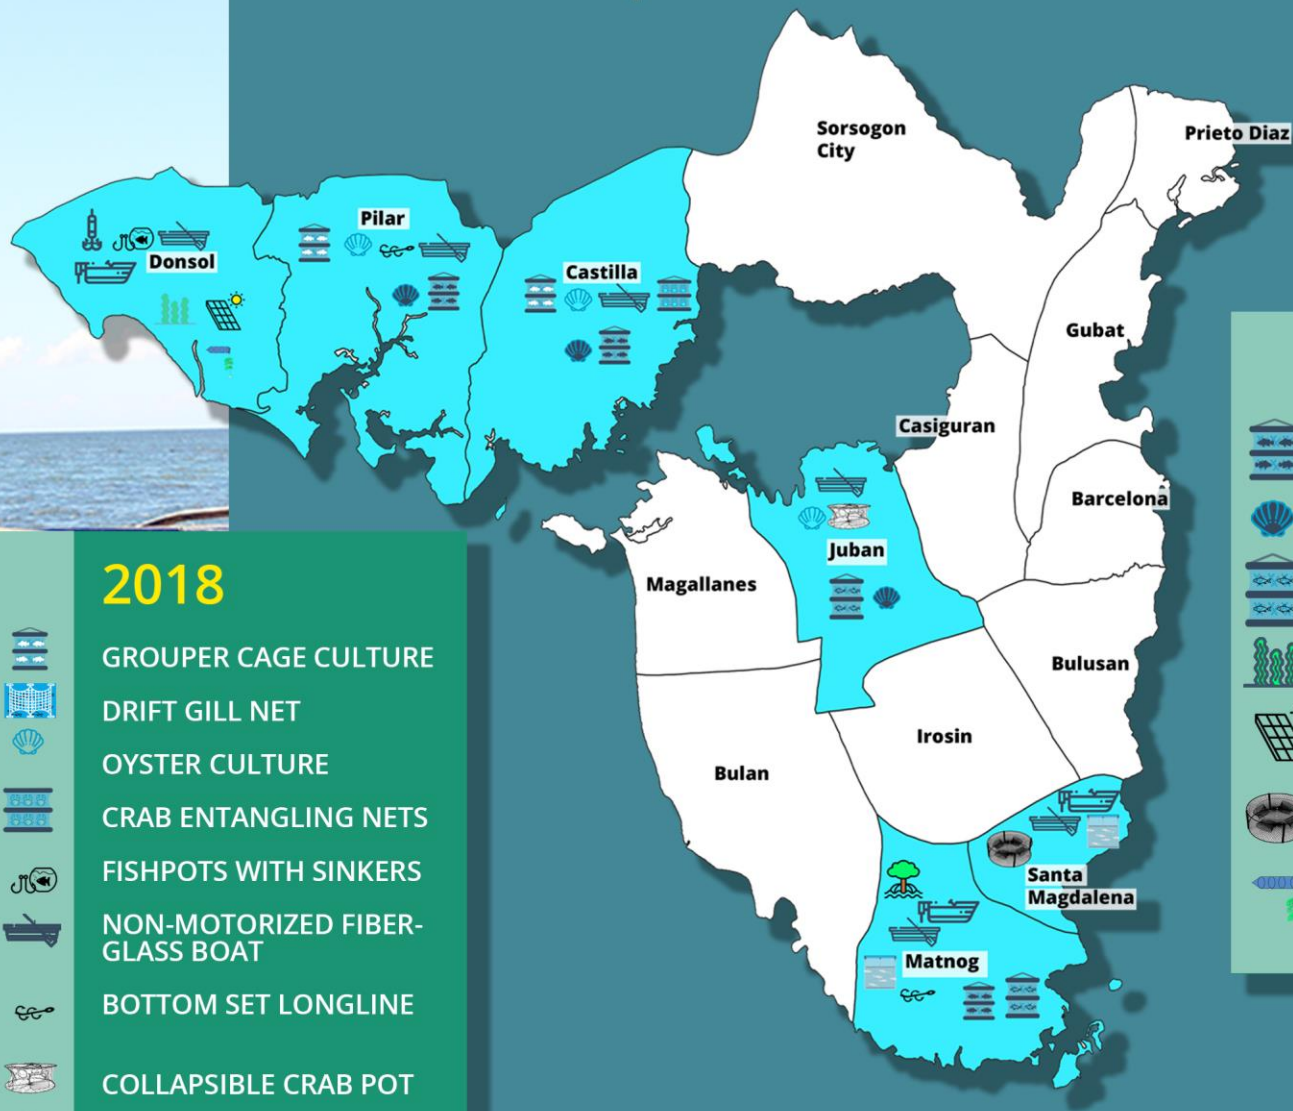 Sorsogon
City
Prieto Diaz
Pilar
Donsol
Castilla
Gubat
Casiguran
Barcelona
Juban
Magallanes
Bulusan
Irosin
Bulan
Santa
Magdalena
Matnog
2018
GROUPER CAGE CULTURE
DRIFT GILL NET
OYSTER CULTURE
CRAB ENTANGLING NETS
FISHPOTS WITH SINKERS
NON-MOTORIZED FIBER-
GLASS BOAT
BOTTOM SET LONGLINE
COLLAPSIBLE CRAB POT